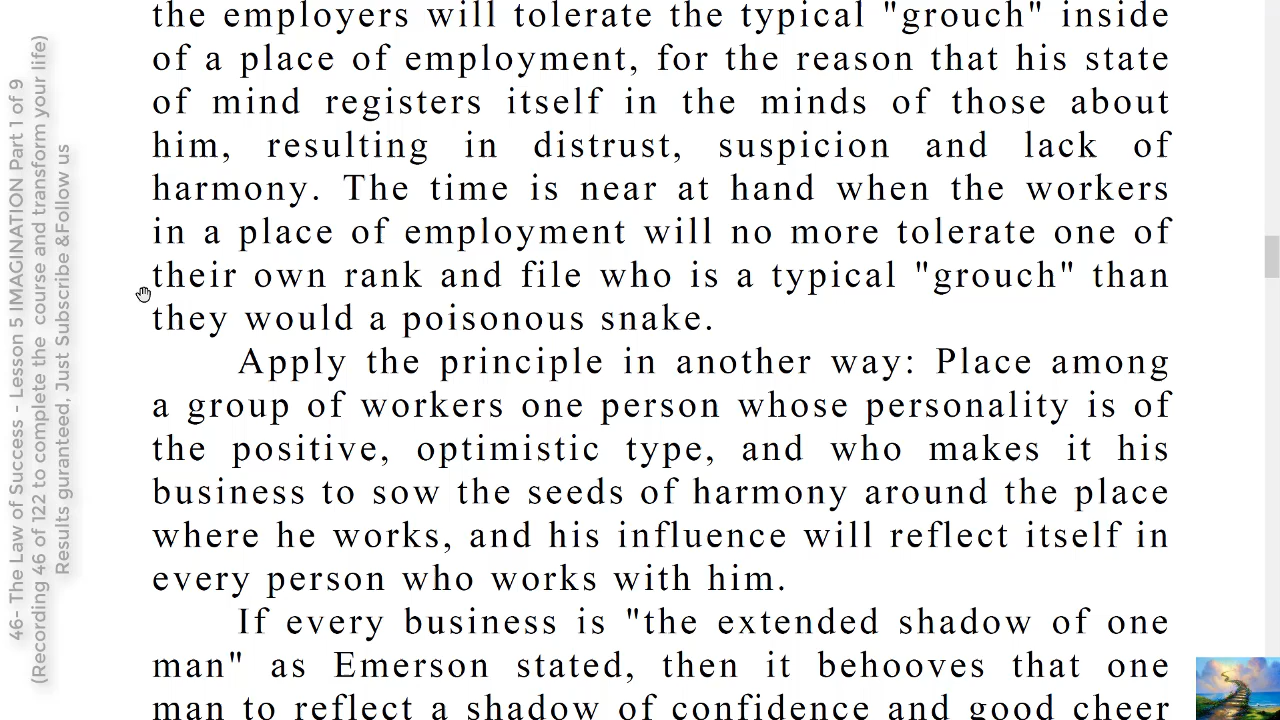 the employers will tolerate the typical "grouch" inside
of a place of employment, for the reason that his state
of mind registers itself in the minds of those about
him, resulting in distrust, suspicion and lack of
harmony. The time is near at hand when the workers
in a place of employment will no more tolerate one of
their own rank and file who is a typical "grouch" than
they would a poisonous snake.
Apply the principle in another way: Place among
a group of workers one person whose personality is of
the positive, optimistic type, and who makes it his
business to sow the seeds of harmony around the place
where he works, and his influence will reflect itself in
every person who works with him.
If every business is "the extended shadow of one
man" as Emerson stated, then it behooves that one
man to reflect a shadow of confidence and good cheer
46- The Law of Success - Lesson 5 IMAGINATION Part 1 of 9
(Recording 46 of 122 to complete the course and transform your life)
Results guranteed, Just Subscribe &Follow us